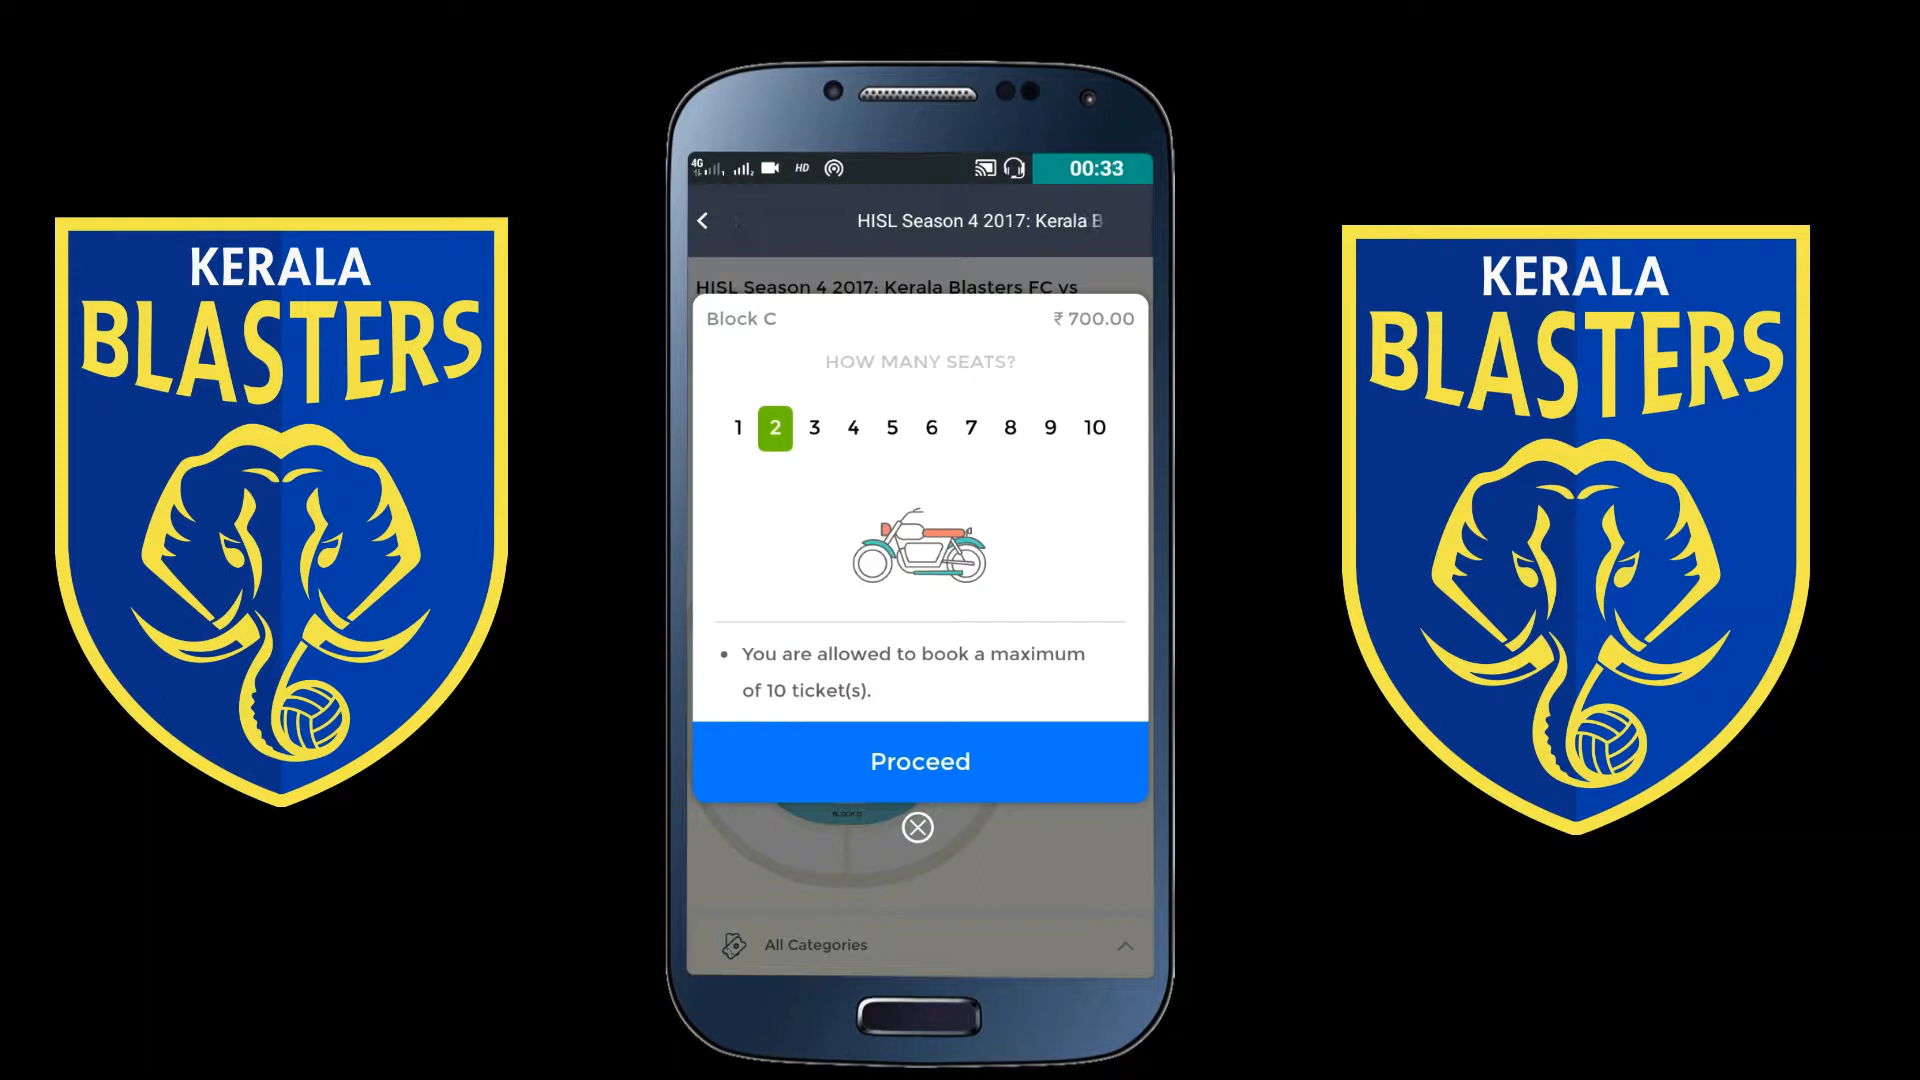 KERALA
BLASTERS
4G
HD
00:33
HISL Season 4 2017: Kerala B
HISL Season 4 2017: Kerala Blasters FC vs
Block C
₹ 700.00
HOW MANY SEATS?
1 2 3 4 5 6 7 8 9 10
You are allowed to book a maximum
of 10 ticket(s).
Proceed
BLOCK D
All Categories
KERALA
BLASTERS